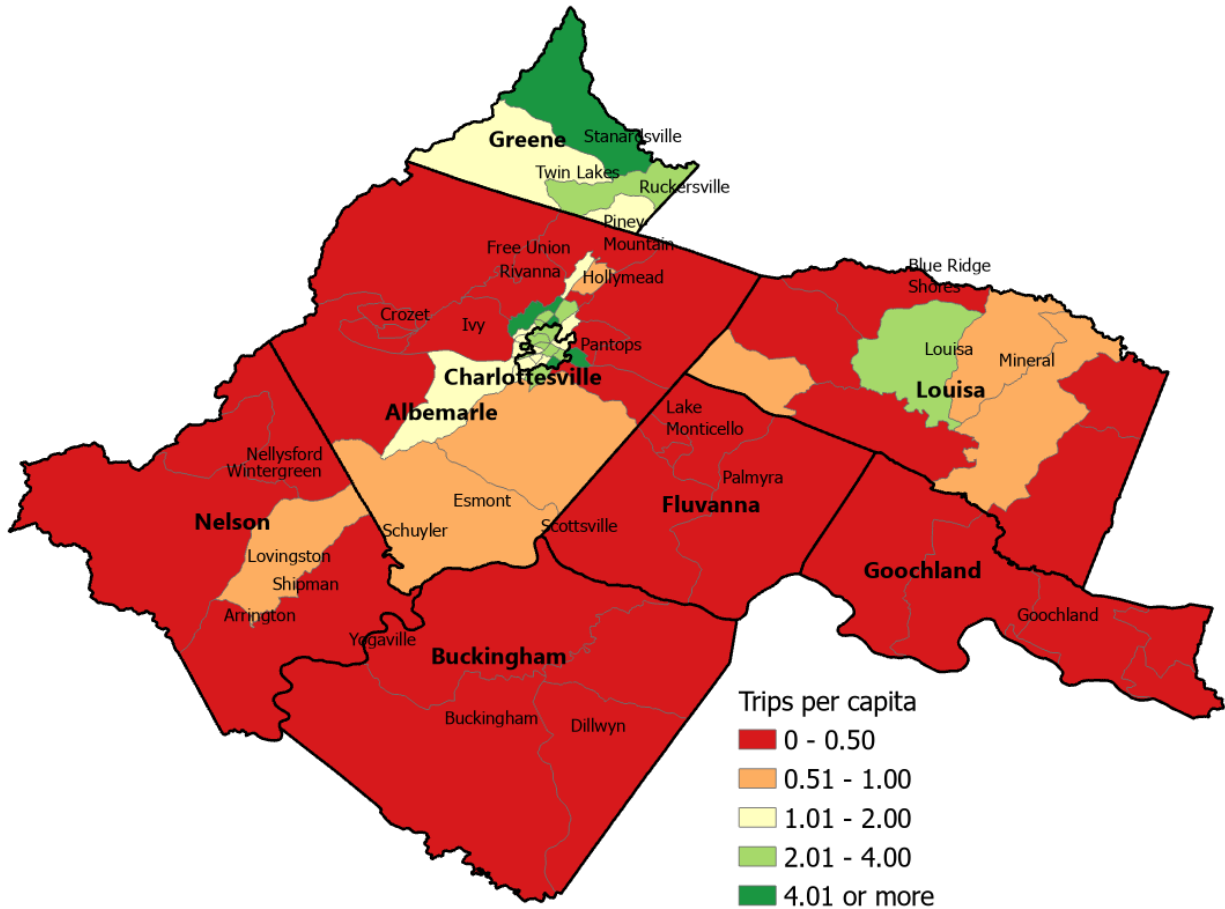 Stanardsville
Greene
Twin Lakes
Ruckersville
Piney
Mountain
Free Union
Rivanna
Hollymead
Blue Ridge
Shores
Crozet
Ivy
Pantops
Louisa
Mineral
Charlottesville
Louisa
Albemarle
Lake
Monticello
Nellysford
Wintergreen
Palmyra
Esmont
Fluvanna
Nelson
Schuyler
Scottsville
Lovingston
Shipman
Goochland
Arrington
Goochland
Yogaville
Buckingham
Buckingham
Dillwyn
Trips per capita
0 - 0.50
0.51 - 1.00
1.01 - 2.00
2.01 - 4.00
4.01 or more